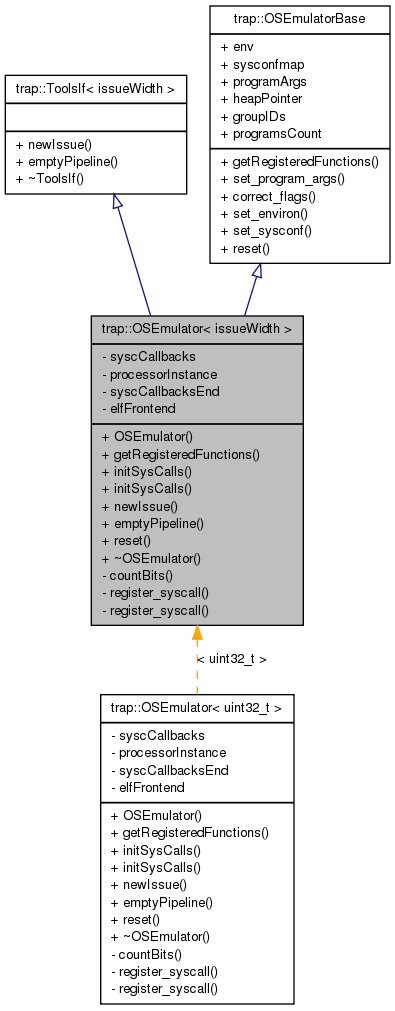 trap::OSEmulatorBase
+ env
+ sysconfmap
+ programArgs
+ heapPointer
+ groupIDs
+ programsCount
+ getRegisteredFunctions()
+ set_program_args()
+ correct_flags()
+ set_environ()
+ set_sysconf()
+ reset()
trap::ToolsIf< issueWidth >
+ newIssue()
+ emptyPipeline()
+ ~ToolsIf()
trap::OSEmulator< issueWidth >
- syscCallbacks
- processorInstance
- syscCallbacksEnd
- elfFrontend
+ OSEmulator()
+ getRegisteredFunctions()
+ initSysCalls()
+ initSysCalls()
+ newIssue()
+ emptyPipeline()
+ reset()
+ ~OSEmulator()
- countBits()
- register_syscall()
- register_syscall()
< uint32_t >
trap::OSEmulator< uint32_t >
- syscCallbacks
- processorInstance
- syscCallbacksEnd
- elfFrontend
+ OSEmulator()
+ getRegisteredFunctions()
+ initSysCalls()
+ initSysCalls()
+ newIssue()
+ emptyPipeline()
+ reset()
+ ~OSEmulator()
- countBits()
- register_syscall()
- register_syscall()